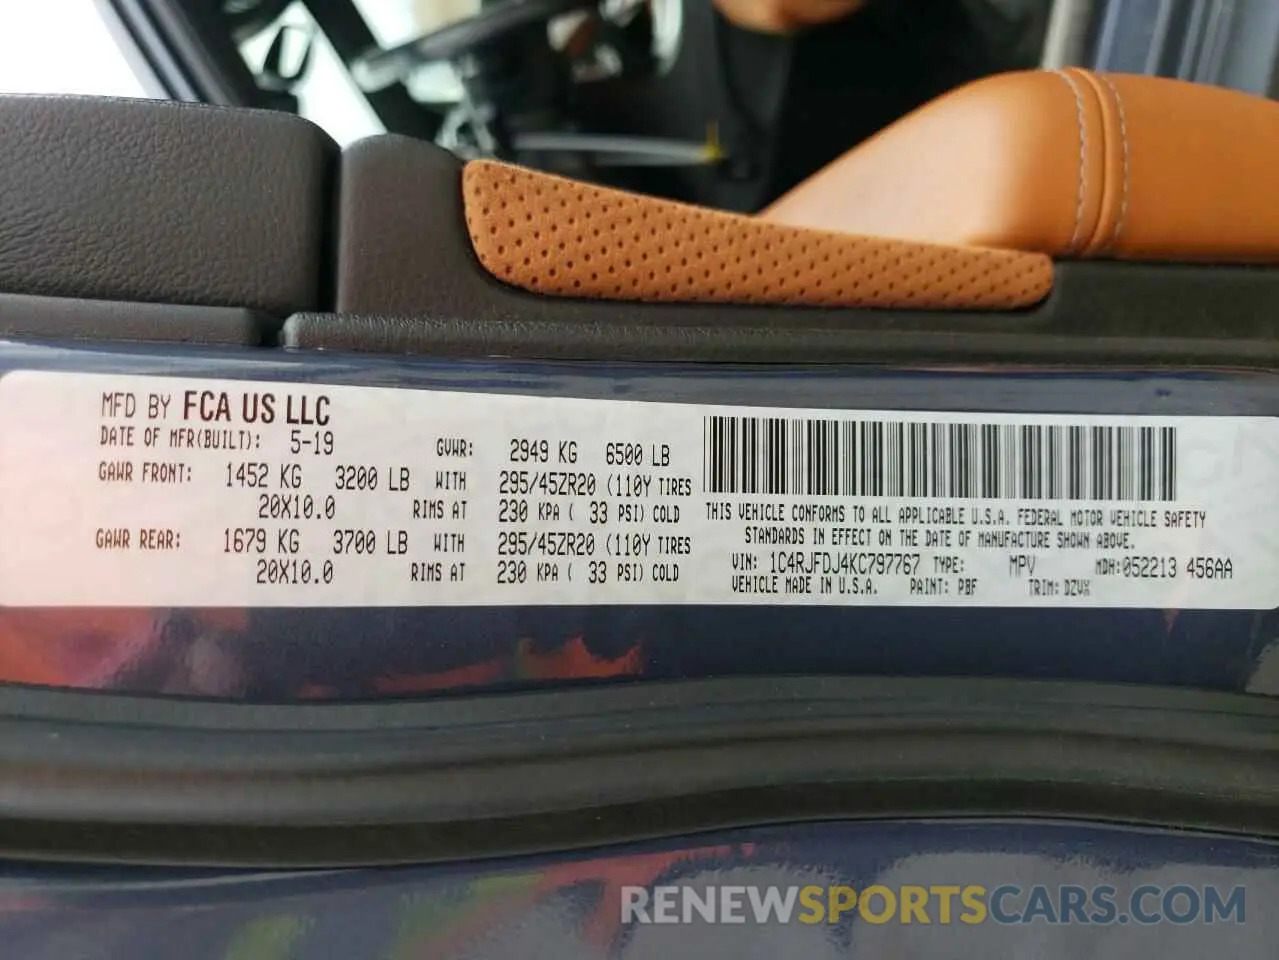 MFD BY FCA US LLC
DATE OF MFR(BUILT): 5-19 GVWR: 2949 KG 6500 LB
GAWR FRONT: 1452 KG 3200 LB WITH 295/45ZR20 (110Y TIRES
20X10.0 RIMS AT 230 KPA ( 33 PSI) COLD
GAWR REAR: 1679 KG 3700 LB WITH 295/45ZR20 (110Y TIRES
20X10.0 RIMS AT 230 KPA ( 33 PSI) COLD
THIS VEHICLE CONFORMS TO ALL APPLICABLE U.S.A. FEDERAL MOTOR VEHICLE SAFETY
STANDARDS IN EFFECT ON THE DATE OF MANUFACTURE SHOWN ABOVE.
VIN: 1C4RJFDJ4KC797767 TYPE: MPV MDH:052213 456AA
VEHICLE MADE IN U.S.A. PAINT: PBF TRIM: DZVX
RENEWSPORTSCARS.COM